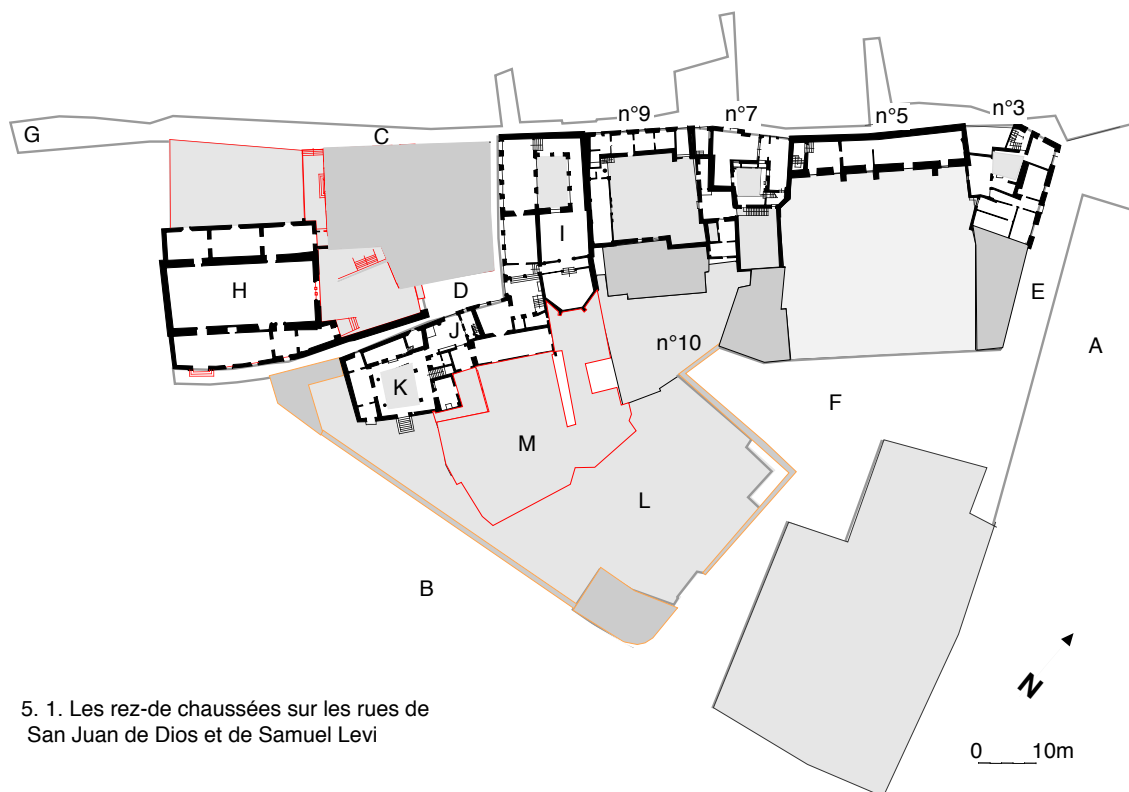 n°9
n°7
n°5
n°3
G
C
I
H
D
E
J
A
n°10
K
F
M
L
B
N
5. 1. Les rez-de chaussées sur les rues de
San Juan de Dios et de Samuel Levi
0 10m